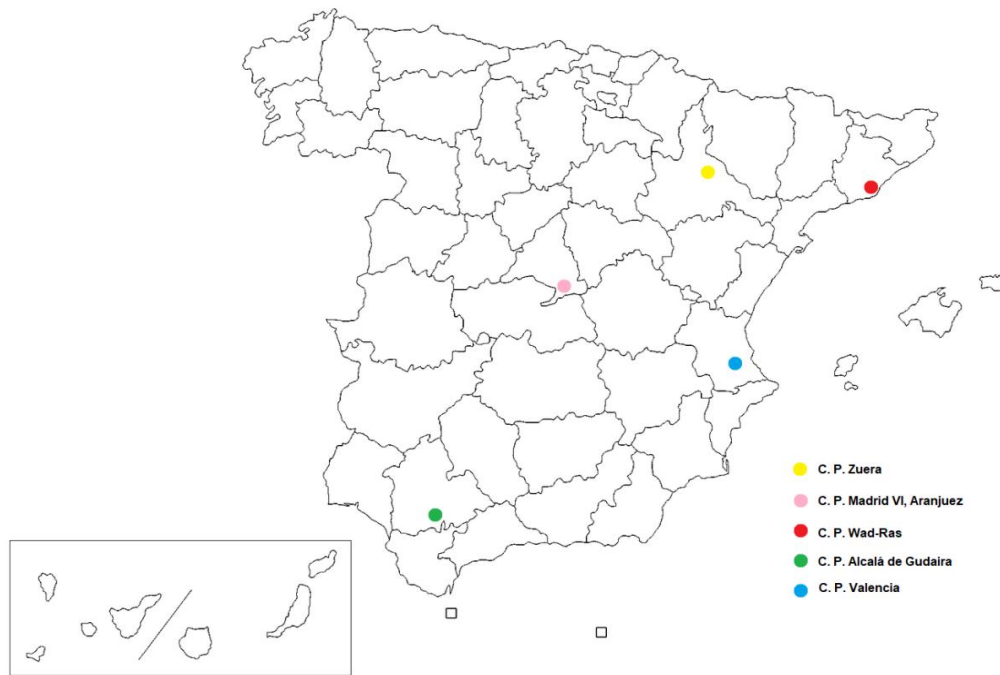 C. P. Zuera
C. P. Madrid VI, Aranjuez
C. P. Wad-Ras
C. P. Alcalá de Gudaira
C. P. Valencia